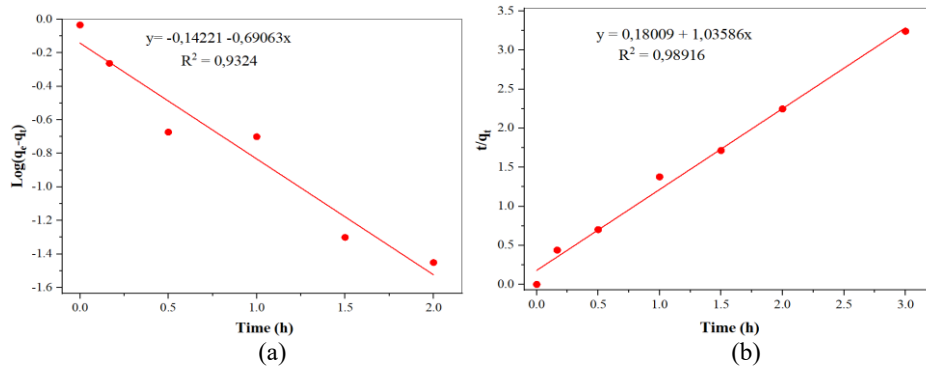 y= -0,14221 -0,69063x
R² = 0,9324
0.0
-0.2
-0.4
-0.6
-0.8
-1.0
-1.2
-1.4
-1.6
Log(qe-qt)
0.0 0.5 1.0 1.5 2.0
Time (h)
(a)
y = 0,18009 + 1,03586x
R² = 0,98916
3.5
3.0
2.5
2.0
1.5
1.0
0.5
0.0
t/qt
0.0 0.5 1.0 1.5 2.0 2.5 3.0
Time (h)
(b)